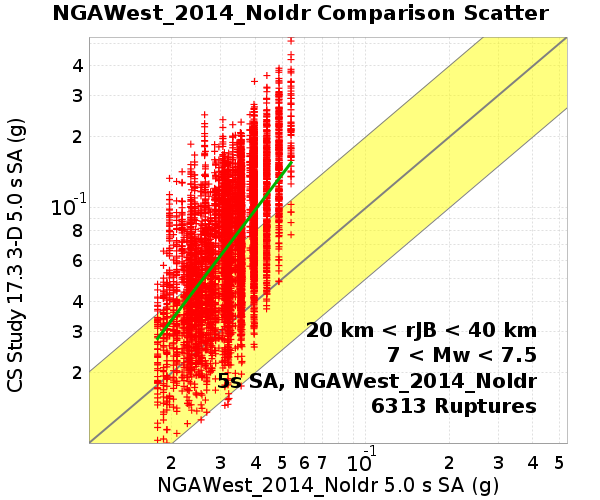 NGAWest_2014_NoIdr Comparison Scatter
CS Study 17.3 3-D 5.0 s SA (g)
4
3
2
10⁻¹
8
6
4
3
2
20 km < rJB < 40 km
7 < Mw < 7.5
5s SA, NGAWest_2014_NoIdr
6313 Ruptures
2 3 4 5 6 7 10⁻¹ 2 3 4 5
NGAWest_2014_NoIdr 5.0 s SA (g)